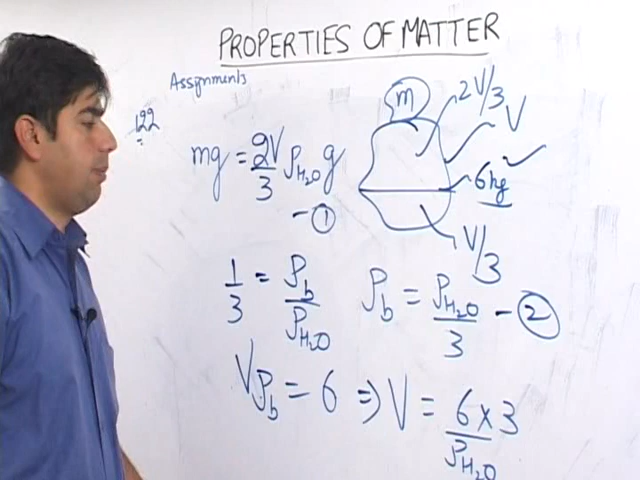 PROPERTIES OF MATTER
Assignments
122
m
2V/3
V
6kg ✓
V/3
mg = 2V/3 ρH₂O g
- ①
1/3 = ρb/ρH₂O
ρb = ρH₂O/3 - ②
Vρb = 6 ⇒ V = 6×3/ρH₂O